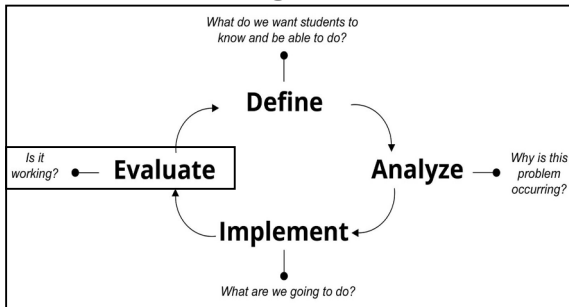 What do we want students to
know and be able to do?
Define
Is it
working?
Evaluate
Analyze
Why is this
problem
occurring?
Implement
What are we going to do?